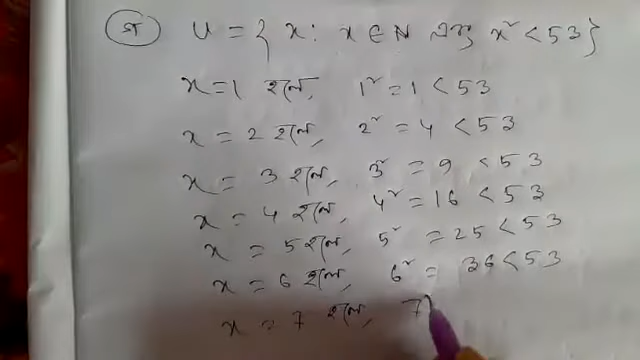 জ U = { x : x ∈ N এবং x² < 53 }
x = 1 হলে, 1² = 1 < 53
x = 2 হলে, 2² = 4 < 53
x = 3 হলে, 3² = 9 < 53
x = 4 হলে, 4² = 16 < 53
x = 5 হলে, 5² = 25 < 53
x = 6 হলে, 6² = 36 < 53
x = 7 হলে, 7